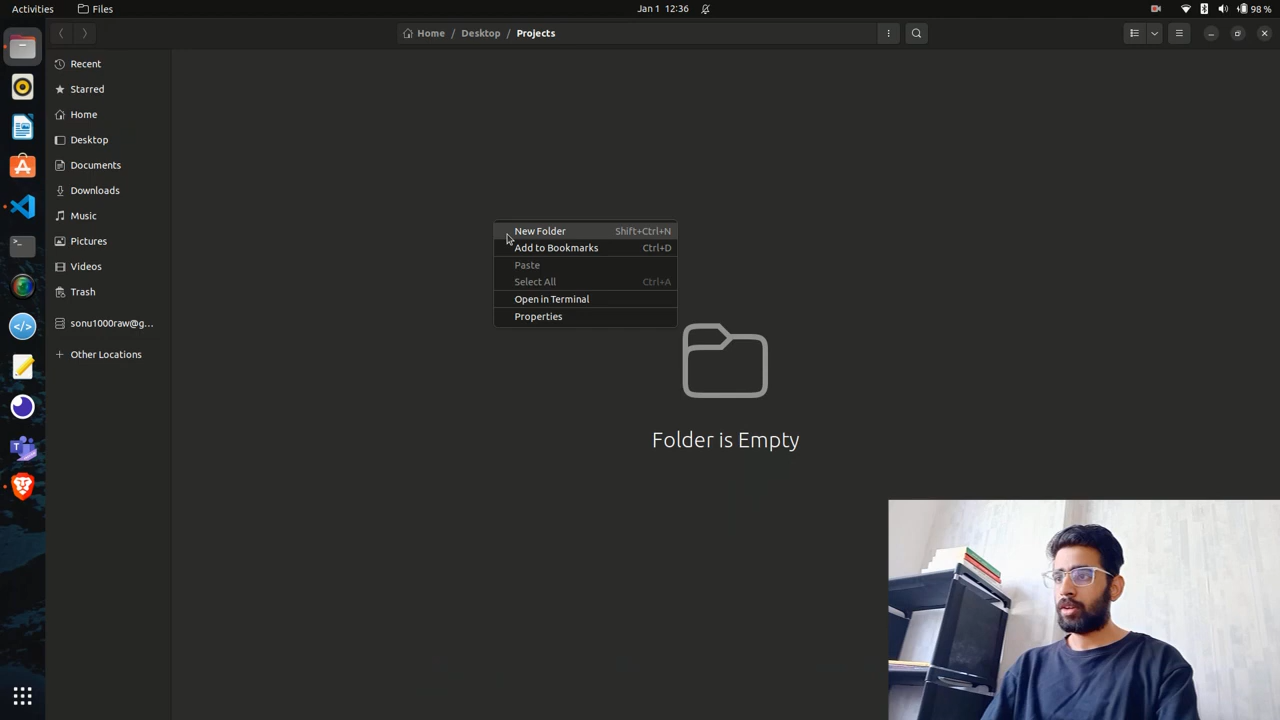 Activities
Files
Jan 1 12:36
98 %
Home / Desktop / Projects
Recent
Starred
Home
Desktop
Documents
Downloads
Music
Pictures
Videos
Trash
sonu1000raw@g...
+ Other Locations
New Folder Shift+Ctrl+N
Add to Bookmarks Ctrl+D
Paste
Select All Ctrl+A
Open in Terminal
Properties
Folder is Empty